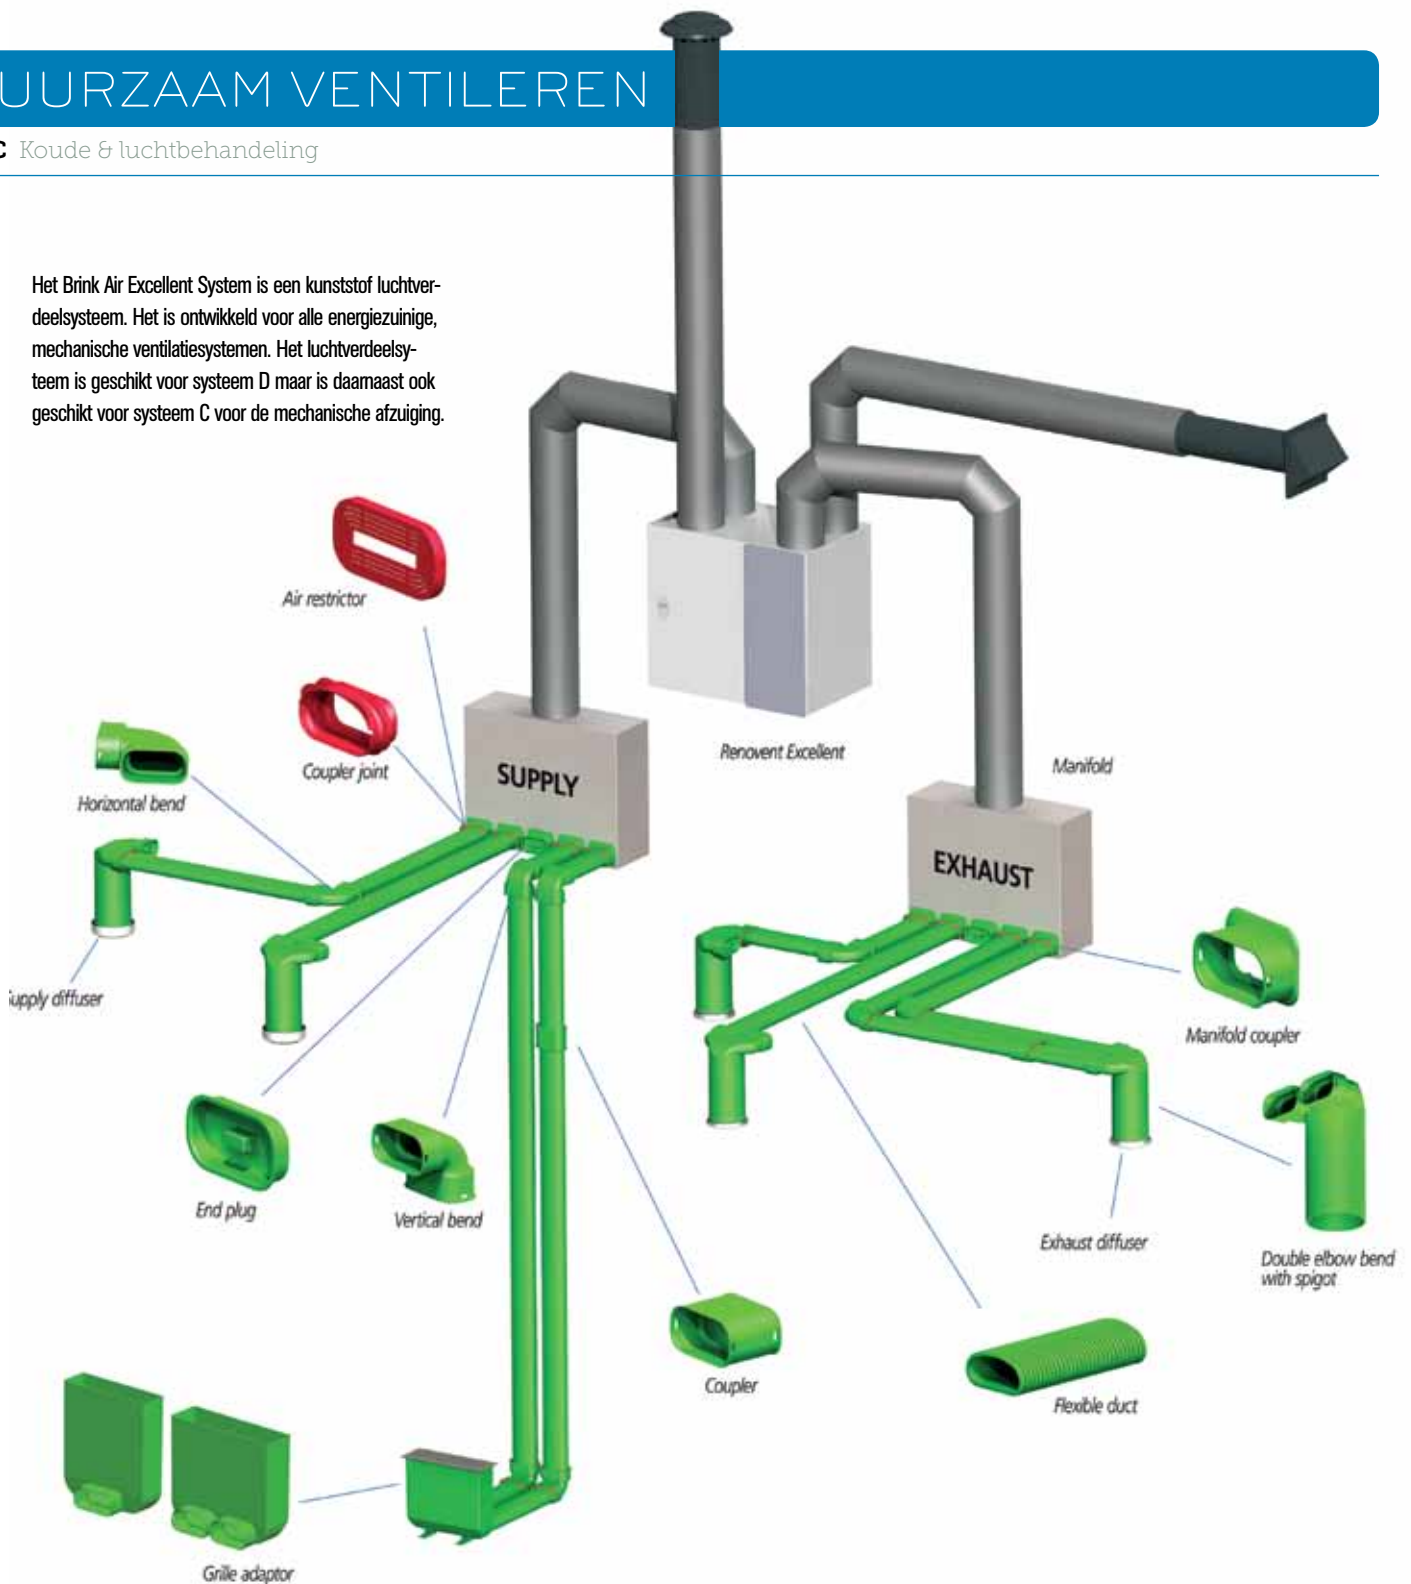 UURZAAM VENTILEREN
C Koude & luchtbehandeling
Het Brink Air Excellent System is een kunststof luchtver-
deelsysteem. Het is ontwikkeld voor alle energiezuinige,
mechanische ventilatiesystemen. Het luchtverdeelsy-
teem is geschikt voor systeem D maar is daarnaast ook
geschikt voor systeem C voor de mechanische afzuiging.
Air restrictor
Coupler joint
Horizontal bend
SUPPLY
Renovent Excellent
Manifold
EXHAUST
upply diffuser
Manifold coupler
End plug
Vertical bend
Exhaust diffuser
Double elbow bend
with spigot
Coupler
Flexible duct
Grille adaptor